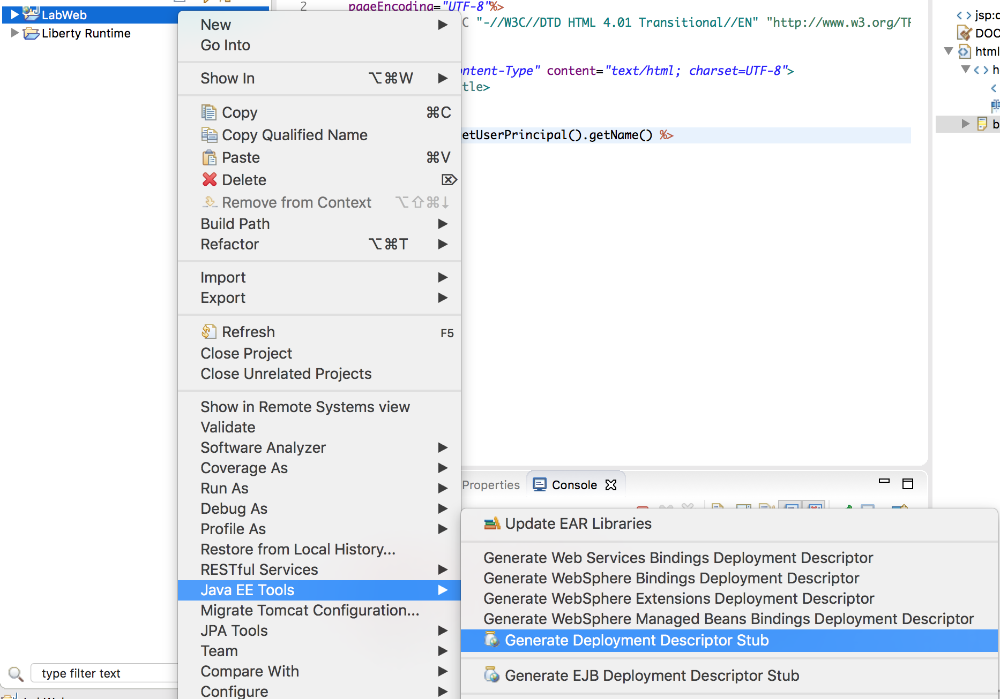 LabWeb
Liberty Runtime
2
pageEncoding="UTF-8"%>
C "-//W3C//DTD HTML 4.01 Transitional//EN" "http://www.w3.org/TR
ontent-Type" content="text/html; charset=UTF-8">
tle>
etUserPrincipal().getName() %>
jsp:d
DOC
html
h
b
New
Go Into
Show In ⌥⌘W
Copy ⌘C
Copy Qualified Name
Paste ⌘V
Delete ⌦
Remove from Context ⌥⇧⌘↓
Build Path
Refactor ⌥⌘T
Import
Export
Refresh F5
Close Project
Close Unrelated Projects
Show in Remote Systems view
Validate
Software Analyzer
Coverage As
Run As
Debug As
Profile As
Restore from Local History...
RESTful Services
Java EE Tools
Migrate Tomcat Configuration...
JPA Tools
Team
Compare With
Configure
Properties
Console
Update EAR Libraries
Generate Web Services Bindings Deployment Descriptor
Generate WebSphere Bindings Deployment Descriptor
Generate WebSphere Extensions Deployment Descriptor
Generate WebSphere Managed Beans Bindings Deployment Descriptor
Generate Deployment Descriptor Stub
Generate EJB Deployment Descriptor Stub
type filter text